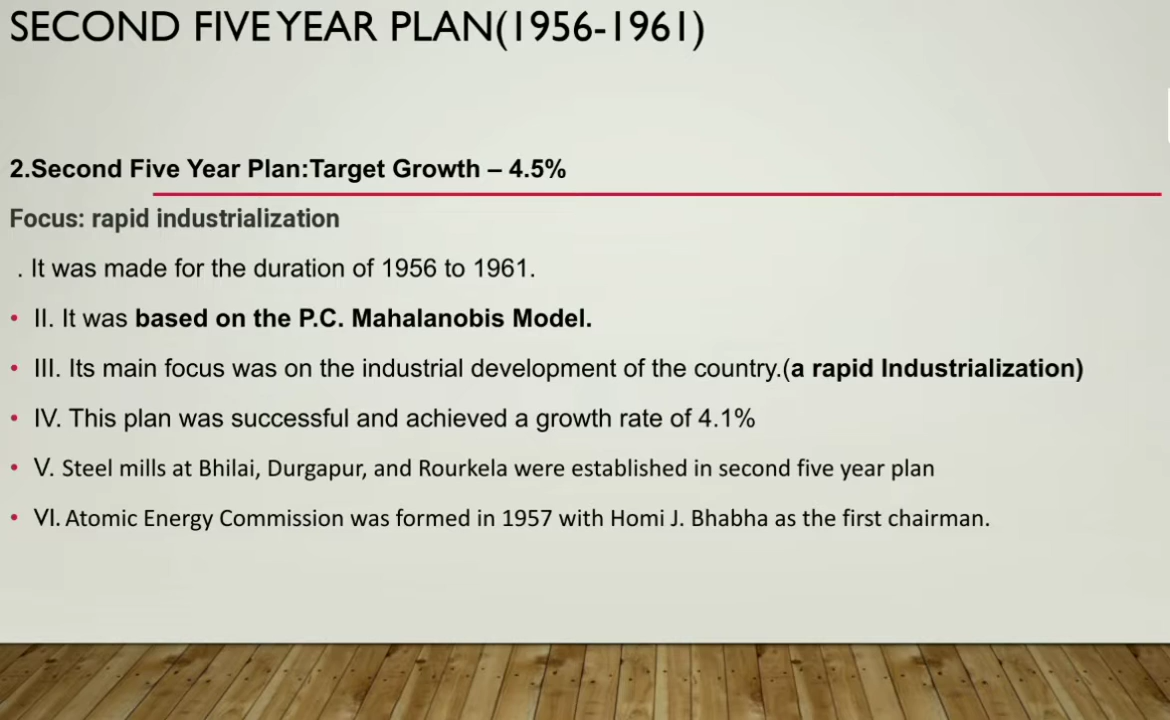 SECOND FIVE YEAR PLAN(1956-1961)
2.Second Five Year Plan:Target Growth – 4.5%
Focus: rapid industrialization
. It was made for the duration of 1956 to 1961.
• II. It was based on the P.C. Mahalanobis Model.
• III. Its main focus was on the industrial development of the country.(a rapid Industrialization)
• IV. This plan was successful and achieved a growth rate of 4.1%
• V. Steel mills at Bhilai, Durgapur, and Rourkela were established in second five year plan
• VI. Atomic Energy Commission was formed in 1957 with Homi J. Bhabha as the first chairman.